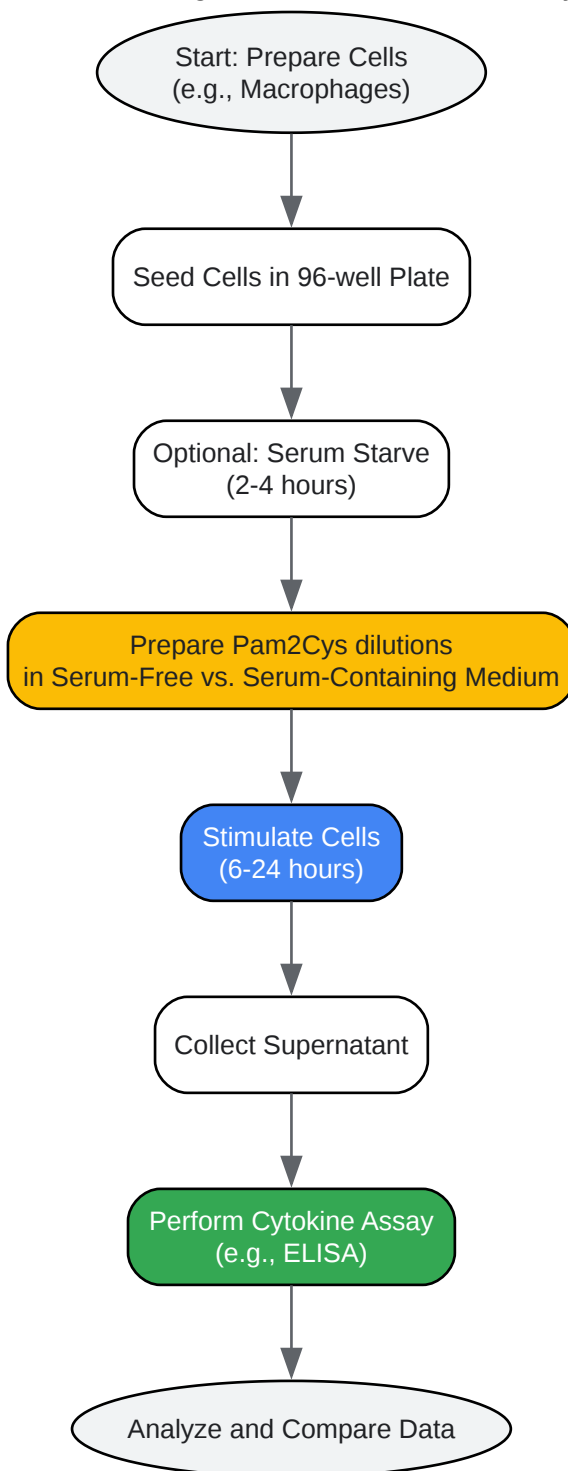 Start: Prepare Cells
(e.g., Macrophages)
Seed Cells in 96-well Plate
Optional: Serum Starve
(2-4 hours)
Prepare Pam2Cys dilutions
in Serum-Free vs. Serum-Containing Medium
Stimulate Cells
(6-24 hours)
Collect Supernatant
Perform Cytokine Assay
(e.g., ELISA)
Analyze and Compare Data